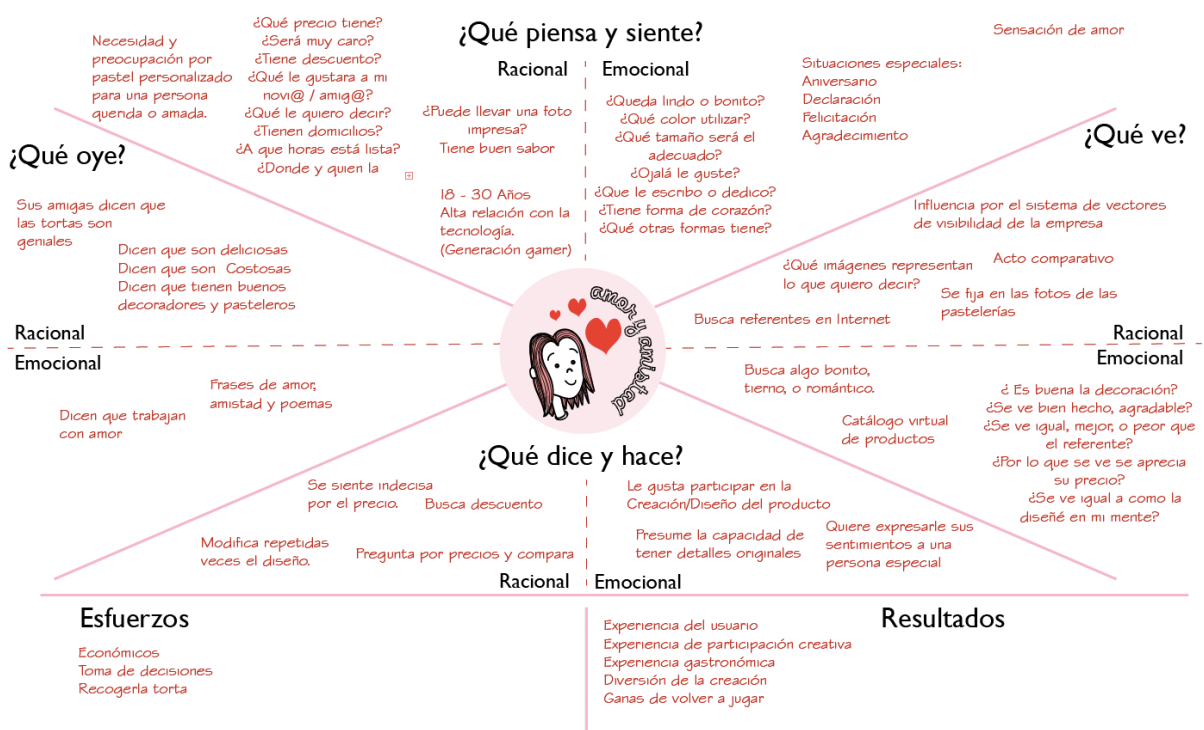 ¿Qué piensa y siente?
Racional
Emocional
Necesidad y
preocupación por
pastel personalizado
para una persona
querida o amada.
¿Qué precio tiene?
¿Será muy caro?
¿Tiene descuento?
¿Qué le gustara a mi
novi@ / amig@?
¿Qué le quiero decir?
¿Tienen domicilios?
¿A que horas está lista?
¿Donde y quien la
¿Puede llevar una foto
impresa?
Tiene buen sabor
18 - 30 Años
Alta relación con la
tecnología.
(Generación gamer)
¿Queda lindo o bonito?
¿Qué color utilizar?
¿Qué tamaño será el
adecuado?
¿Ojalá le guste?
¿Que le escribo o dedico?
¿Tiene forma de corazón?
¿Qué otras formas tiene?
Situaciones especiales:
Aniversario
Declaración
Felicitación
Agradecimiento
Sensación de amor
¿Qué oye?
Sus amigas dicen que
las tortas son
geniales
Dicen que son deliciosas
Dicen que son Costosas
Dicen que tienen buenos
decoradores y pasteleros
Racional
Emocional
Frases de amor,
amistad y poemas
Dicen que trabajan
con amor
amor y amistad
¿Qué ve?
Influencia por el sistema de vectores
de visibilidad de la empresa
¿Qué imágenes representan
lo que quiero decir?
Acto comparativo
Se fija en las fotos de las
pastelerías
Busca referentes en Internet
Racional
Emocional
Busca algo bonito,
tierno, o romántico.
Catálogo virtual
de productos
¿ Es buena la decoración?
¿Se ve bien hecho, agradable?
¿Se ve igual, mejor, o peor que
el referente?
¿Por lo que se ve se aprecia
su precio?
¿Se ve igual a como la
diseñé en mi mente?
¿Qué dice y hace?
Se siente indecisa
por el precio.
Busca descuento
Modifica repetidas
veces el diseño.
Pregunta por precios y compara
Racional
Emocional
Le gusta participar en la
Creación/Diseño del producto
Presume la capacidad de
tener detalles originales
Quiere expresarle sus
sentimientos a una
persona especial
Esfuerzos
Económicos
Toma de decisiones
Recogerla torta
Resultados
Experiencia del usuario
Experiencia de participación creativa
Experiencia gastronómica
Diversión de la creación
Ganas de volver a jugar